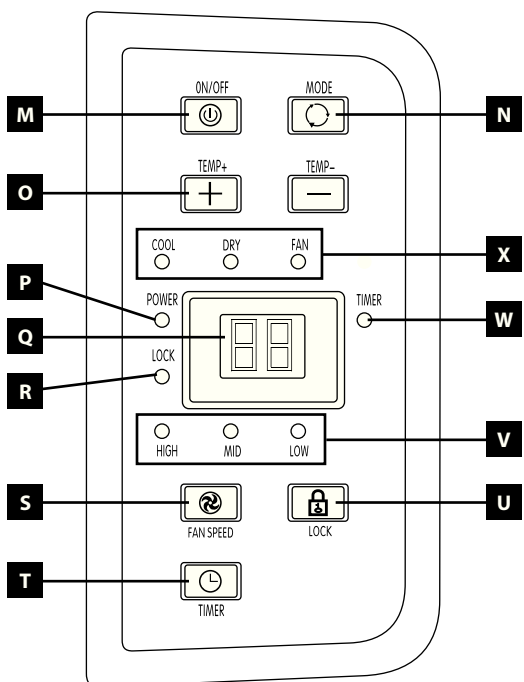 ON/OFF MODE
M N
TEMP+ TEMP-
O
COOL DRY FAN
X
P
POWER TIMER
W
Q
LOCK
R
HIGH MID LOW
V
S U
FAN SPEED LOCK
T
TIMER